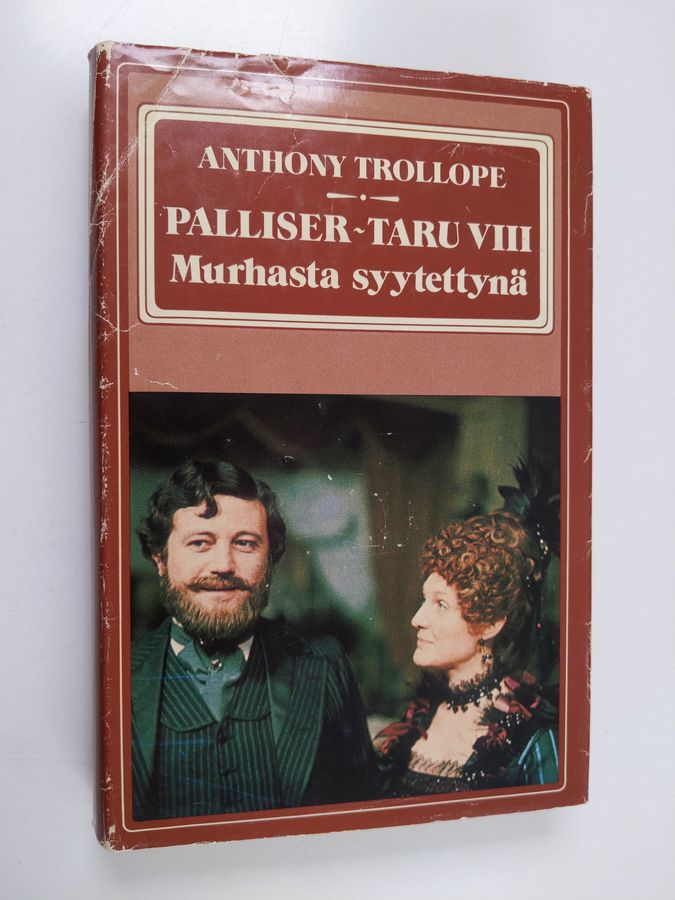 ANTHONY TROLLOPE
PALLISER~TARU VIII
Murhasta syytettynä